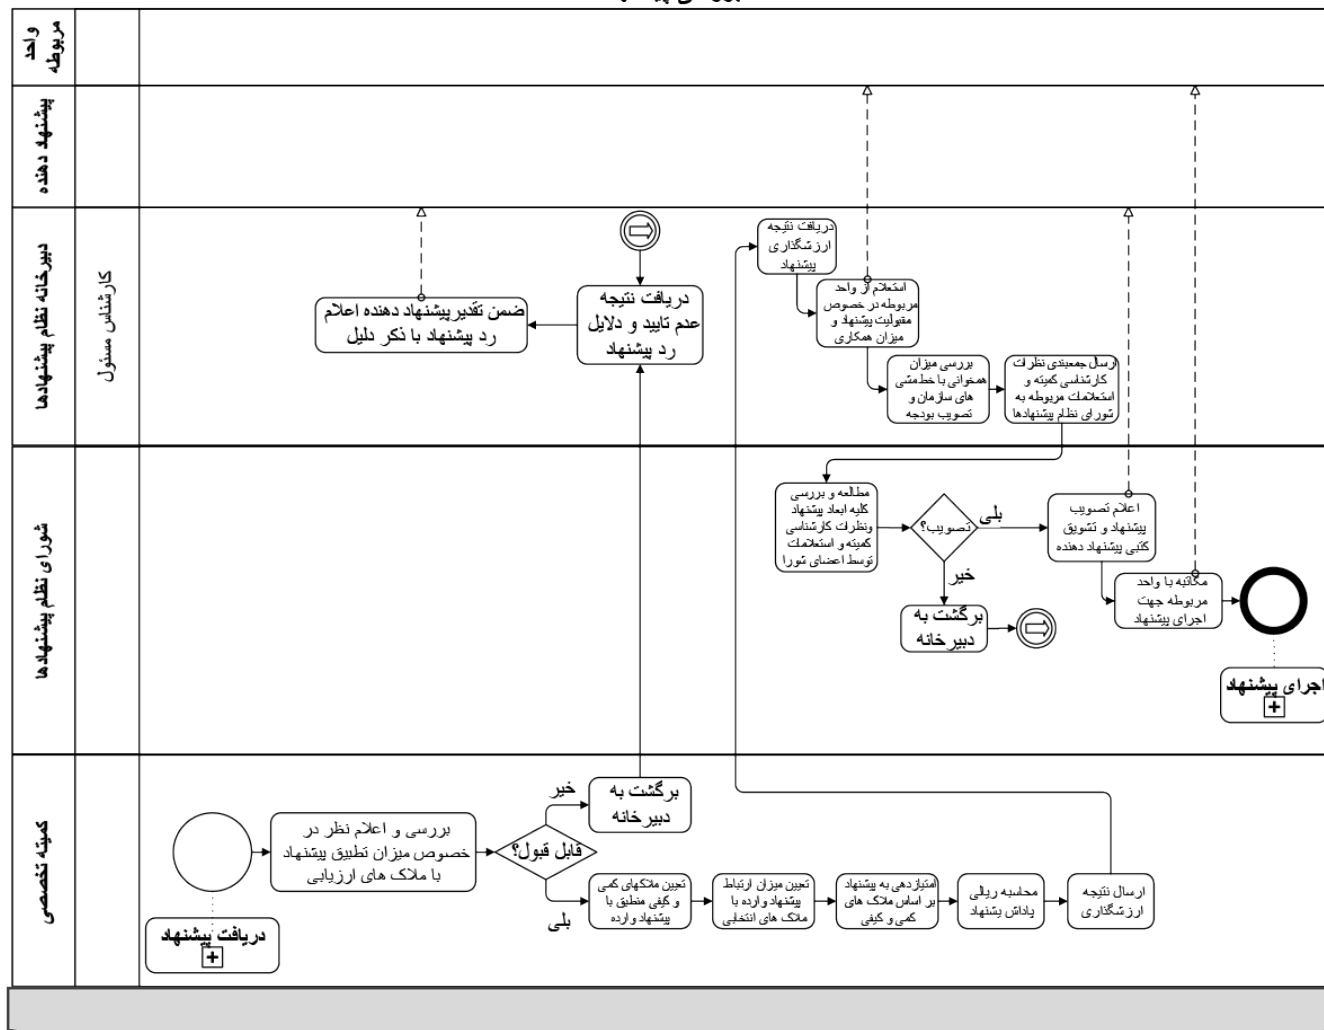 واحد
مربوطه
پیشنهاد دهنده
دبیرخانه نظام پیشنهادها
کارشناس مسئول
دریافت نتیجه
عدم تایید و دلایل
رد پیشنهاد
ضمن تقدیرپیشنهاد دهنده اعلام
رد پیشنهاد با ذکر دلیل
دریافت نتیجه
ارزشگذاری
پیشنهاد
استعلام از واحد
مربوطه در خصوص
مقبولیت پیشنهاد و
میزان همکاری
بررسی میزان
همخوانی با خط‌مشی
های سازمان و
تصویب بودجه
ارسال جمعبندی نظرات
کارشناسی کمیته و
استعلامات مربوطه به
شورای نظام پیشنهادها
شورای نظام پیشنهادها
مطالعه و بررسی
کلیه ابعاد پیشنهاد
ونظرات کارشناسی
کمیته و استعلامات
توسط اعضای شورا
تصویب؟
بلی
خیر
برگشت به
دبیرخانه
اعلام تصویب
پیشنهاد و تشویق
کتبی پیشنهاد دهنده
مکاتبه با واحد
مربوطه جهت
اجرای پیشنهاد
اجرای پیشنهاد
کمیته تخصصی
دریافت پیشنهاد
بررسی و اعلام نظر در
خصوص میزان تطبیق پیشنهاد
با ملاک های ارزیابی
قابل قبول؟
خیر
بلی
برگشت به
دبیرخانه
تعیین ملاکهای کمی
و کیفی منطبق با
پیشنهاد وارده
تعیین میزان ارتباط
پیشنهاد وارده با
ملاک های انتخابی
امتیازدهی به پیشنهاد
بر اساس ملاک های
کمی و کیفی
محاسبه ریالی
پاداش پشنهاد
ارسال نتیجه
ارزشگذاری